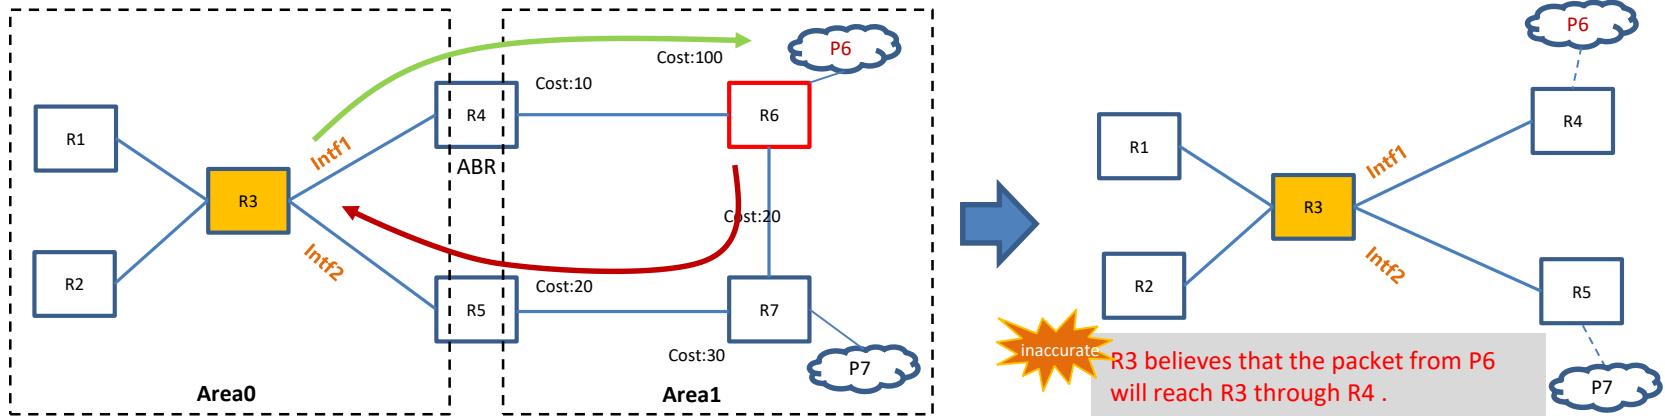 P6
Cost:100
Cost:10
R1
R4
R6
Intf1
ABR
R3
Cost:20
Intf2
R2
Cost:20
R5
R7
Cost:30
P7
Area0
Area1
P6
R4
R1
Intf1
R3
Intf2
R2
R5
inaccurate
R3 believes that the packet from P6
will reach R3 through R4 .
P7